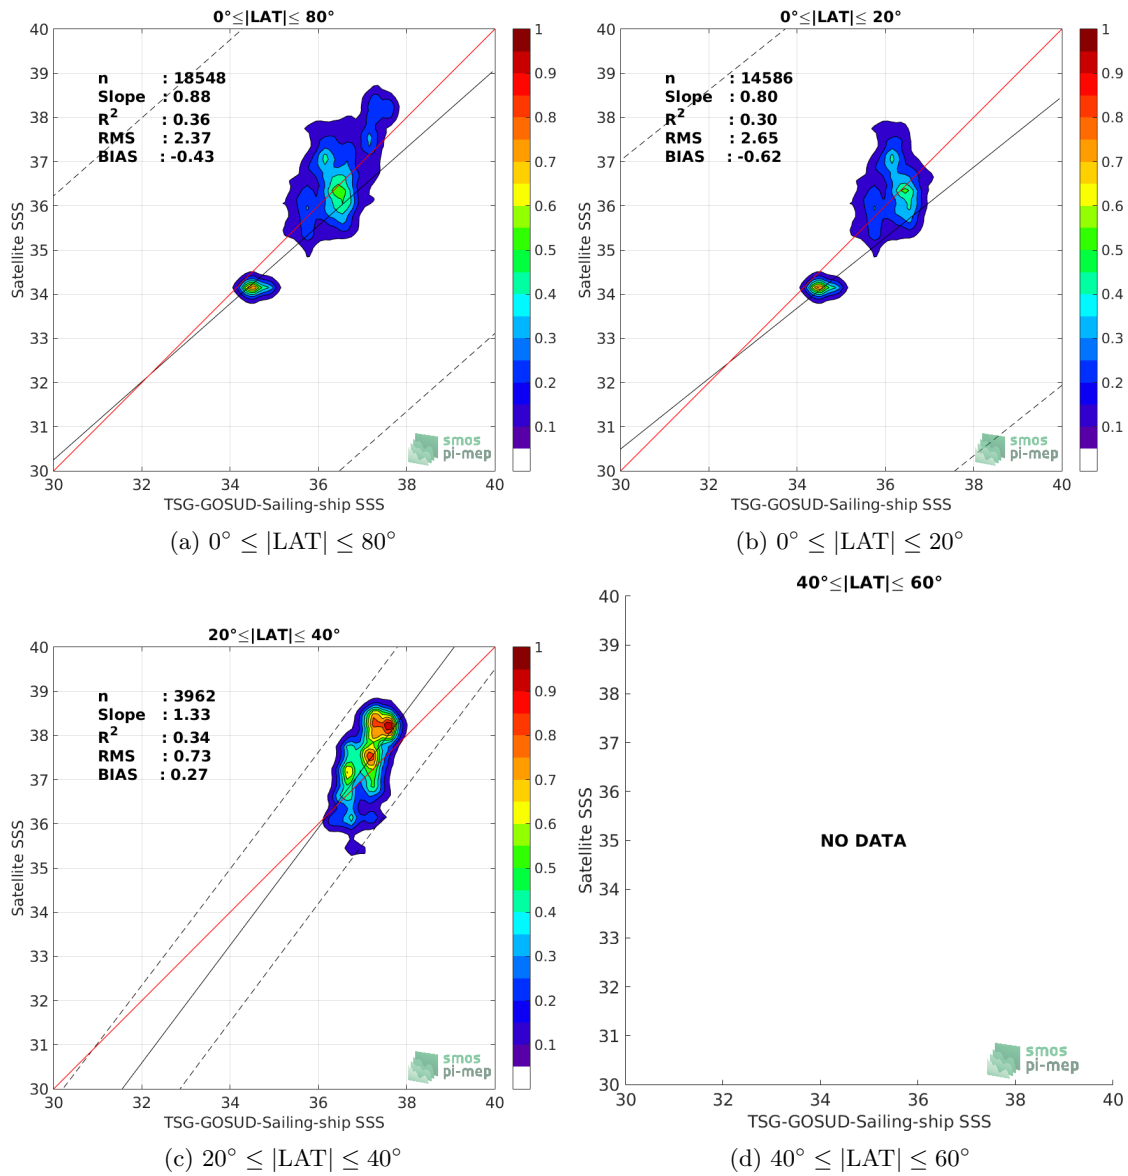 0°≤|LAT|≤ 80°
40
39
38
37
36
35
34
33
32
31
30
30 32 34 36 38 40
Satellite SSS
TSG-GOSUD-Sailing-ship SSS
n : 18548
Slope : 0.88
R² : 0.36
RMS : 2.37
BIAS : -0.43
1
0.9
0.8
0.7
0.6
0.5
0.4
0.3
0.2
0.1
smos
pi-mep
(a) 0° ≤ |LAT| ≤ 80°
0°≤|LAT|≤ 20°
40
39
38
37
36
35
34
33
32
31
30
30 32 34 36 38 40
Satellite SSS
TSG-GOSUD-Sailing-ship SSS
n : 14586
Slope : 0.80
R² : 0.30
RMS : 2.65
BIAS : -0.62
1
0.9
0.8
0.7
0.6
0.5
0.4
0.3
0.2
0.1
smos
pi-mep
(b) 0° ≤ |LAT| ≤ 20°
20°≤|LAT|≤ 40°
40
39
38
37
36
35
34
33
32
31
30
30 32 34 36 38 40
Satellite SSS
TSG-GOSUD-Sailing-ship SSS
n : 3962
Slope : 1.33
R² : 0.34
RMS : 0.73
BIAS : 0.27
1
0.9
0.8
0.7
0.6
0.5
0.4
0.3
0.2
0.1
smos
pi-mep
(c) 20° ≤ |LAT| ≤ 40°
40°≤|LAT|≤ 60°
40
39
38
37
36
35
34
33
32
31
30
30 32 34 36 38 40
Satellite SSS
TSG-GOSUD-Sailing-ship SSS
NO DATA
smos
pi-mep
(d) 40° ≤ |LAT| ≤ 60°